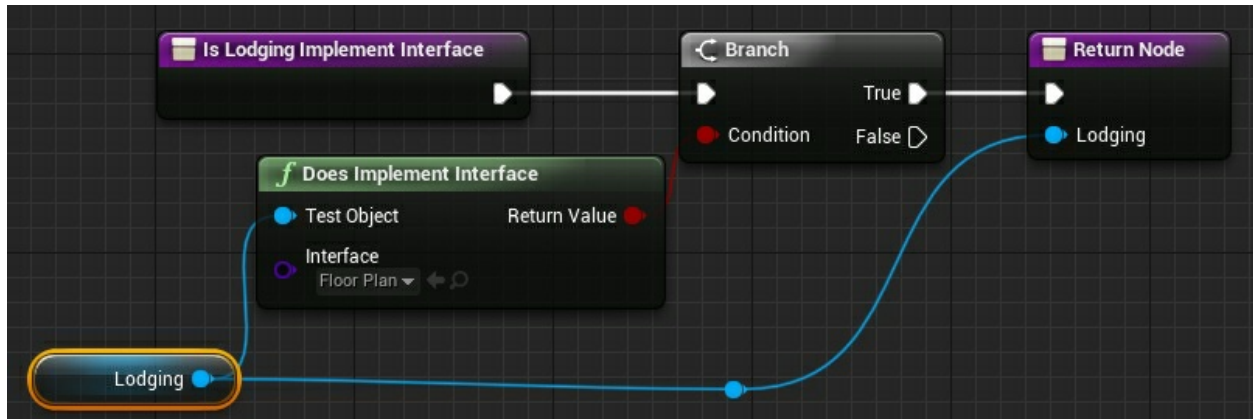 Is Lodging Implement Interface
Branch
True
Condition
False
Return Node
Lodging
f Does Implement Interface
Test Object
Return Value
Interface
Floor Plan
Lodging